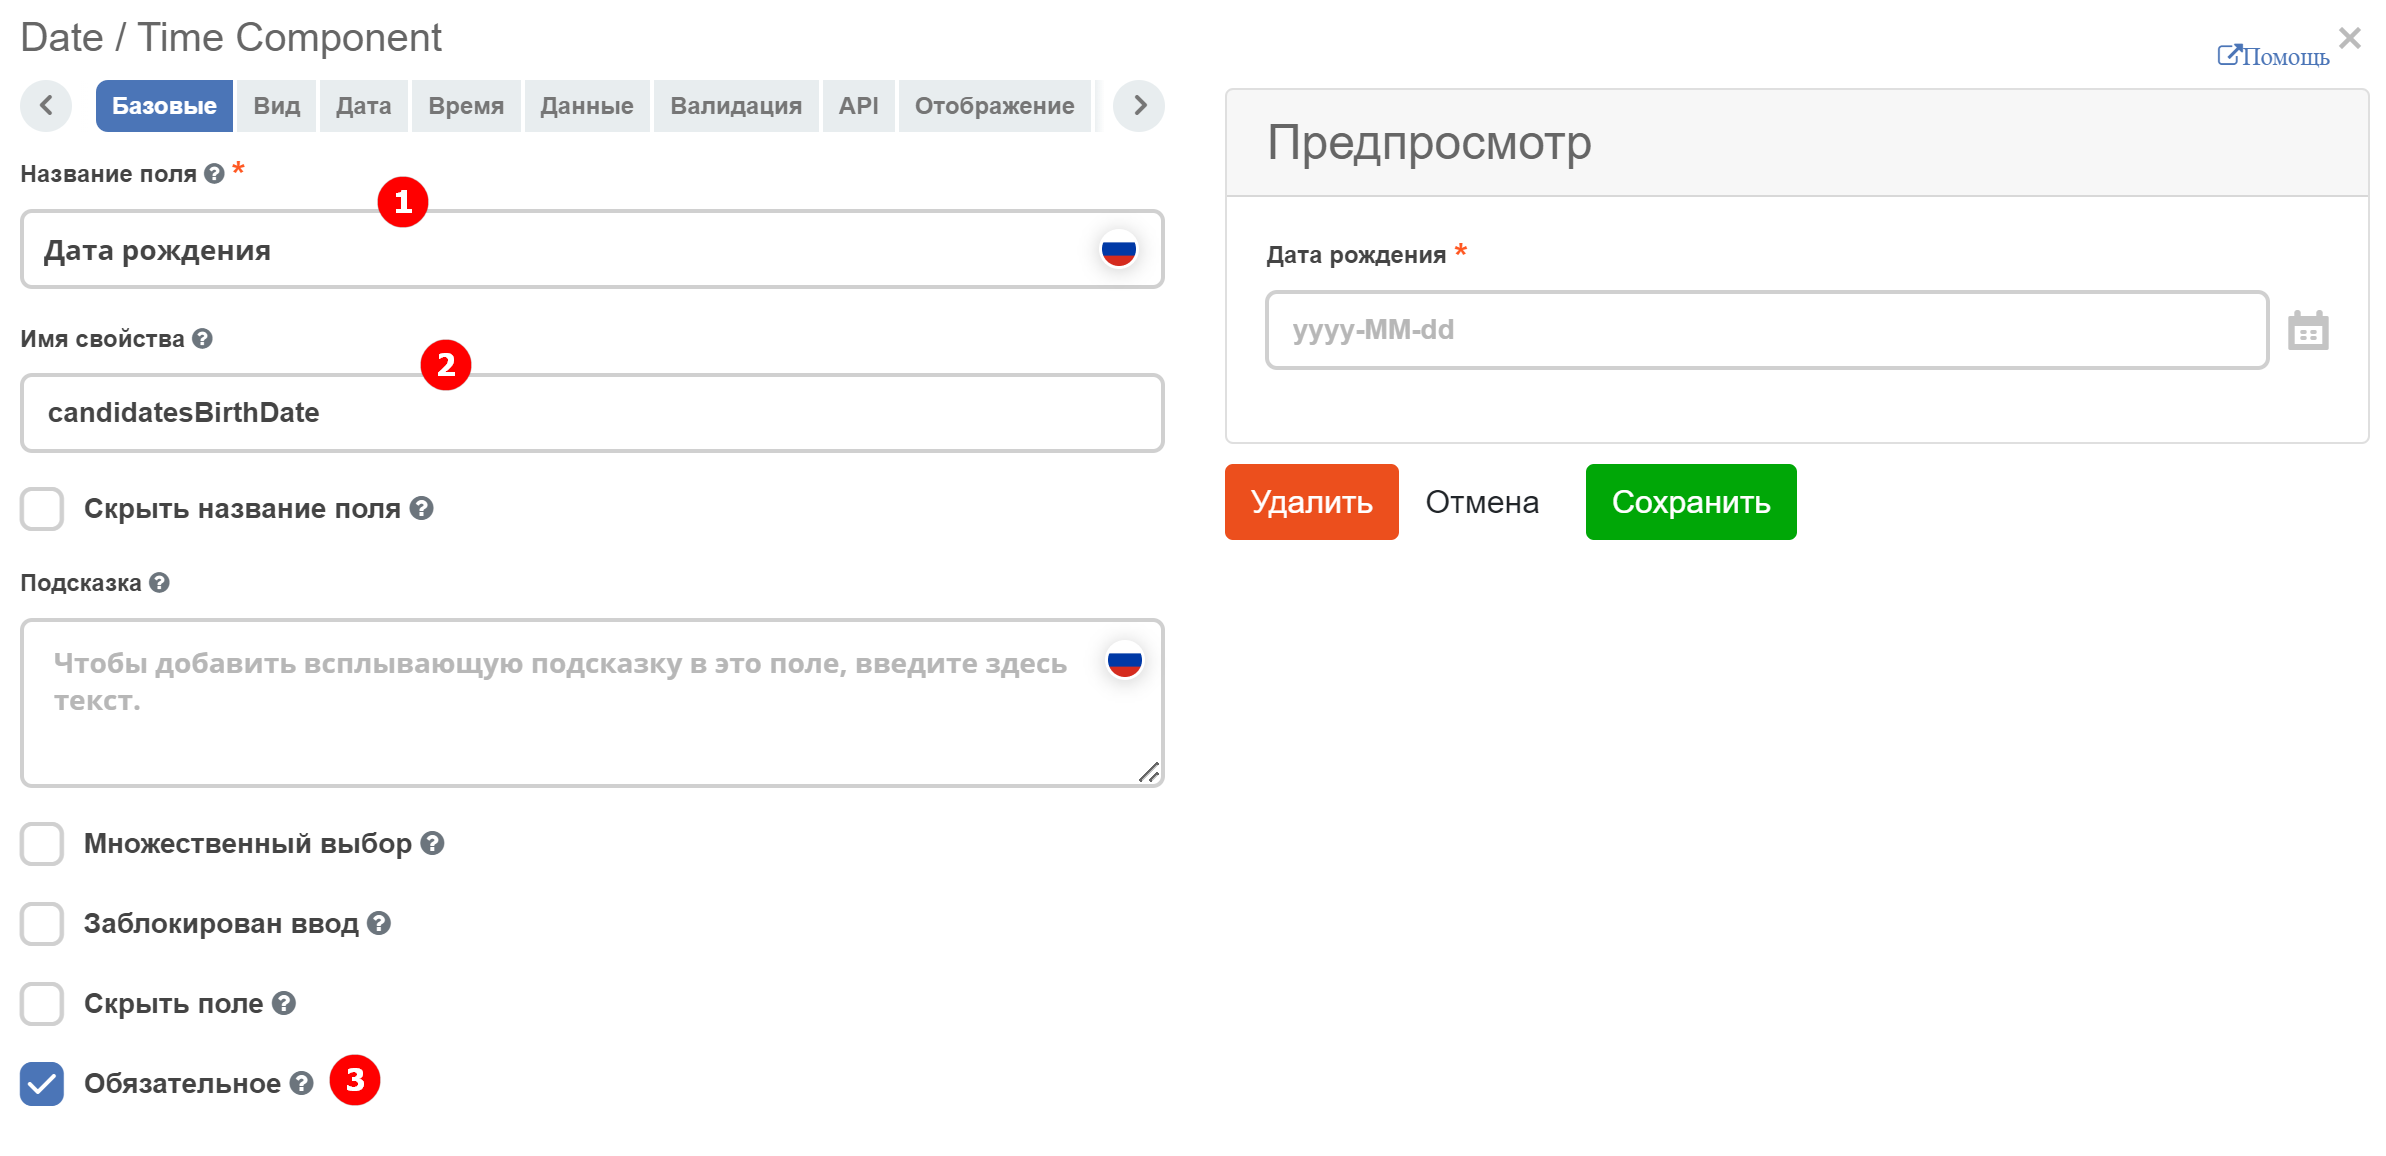 Date / Time Component
Помощь
Базовые Вид Дата Время Данные Валидация API Отображение
Название поля *
1
Дата рождения
Имя свойства
2
candidatesBirthDate
Скрыть название поля
Подсказка
Чтобы добавить всплывающую подсказку в это поле, введите здесь
текст.
Множественный выбор
Заблокирован ввод
Скрыть поле
Обязательное
3
Предпросмотр
Дата рождения *
yyyy-MM-dd
Удалить Отмена Сохранить